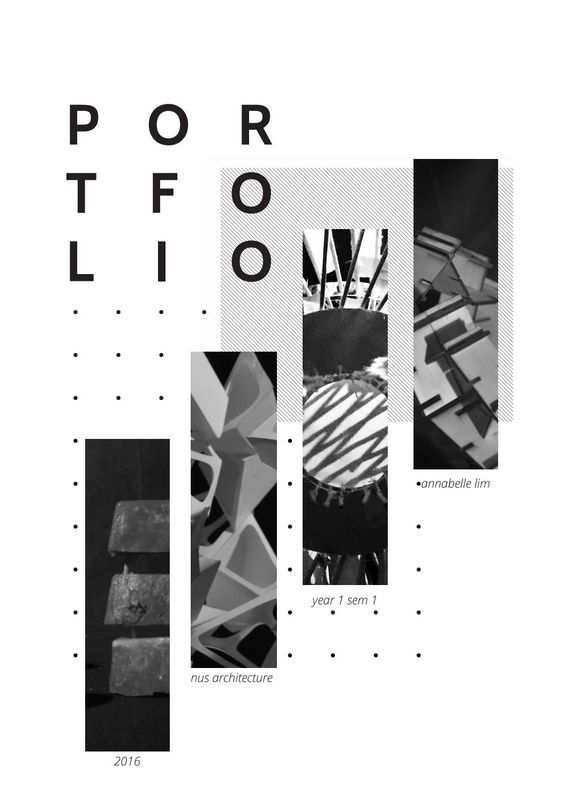 P O R
T F O
L I O
annabelle lim
year 1 sem 1
nus architecture
2016